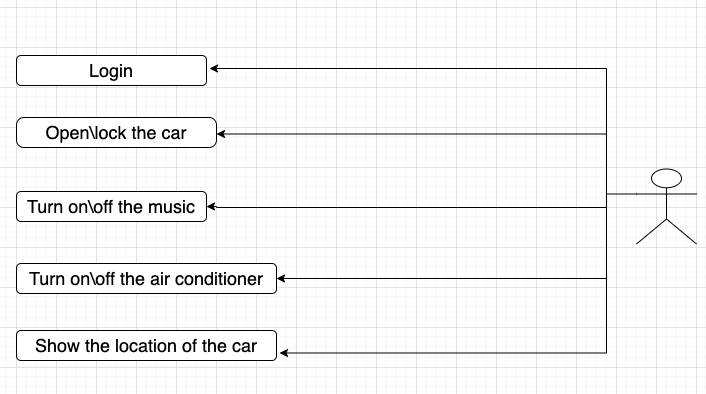 Login
Open\lock the car
Turn on\off the music
Turn on\off the air conditioner
Show the location of the car